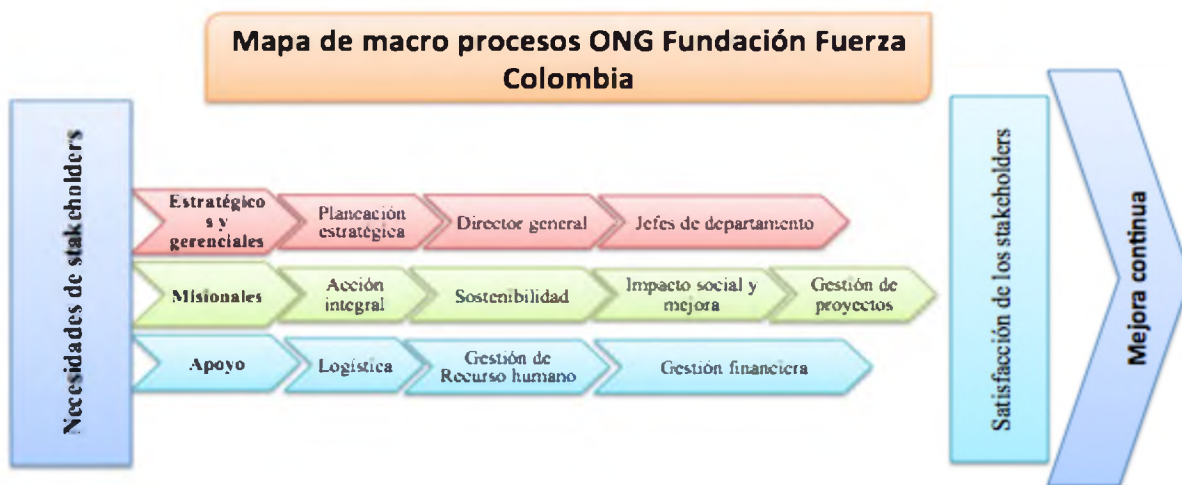 Mapa de macro procesos ONG Fundación Fuerza
Colombia
Necesidades de stakeholders
Estratégico
s y
gerenciales
Planeación
estratégica
Director general
Jefes de departamento
Misionales
Acción
integral
Sostenibilidad
Impacto social y
mejora
Gestión de
proyectos
Apoyo
Logística
Gestión de
Recurso humano
Gestión financiera
Satisfacción de los stakeholders
Mejora continua